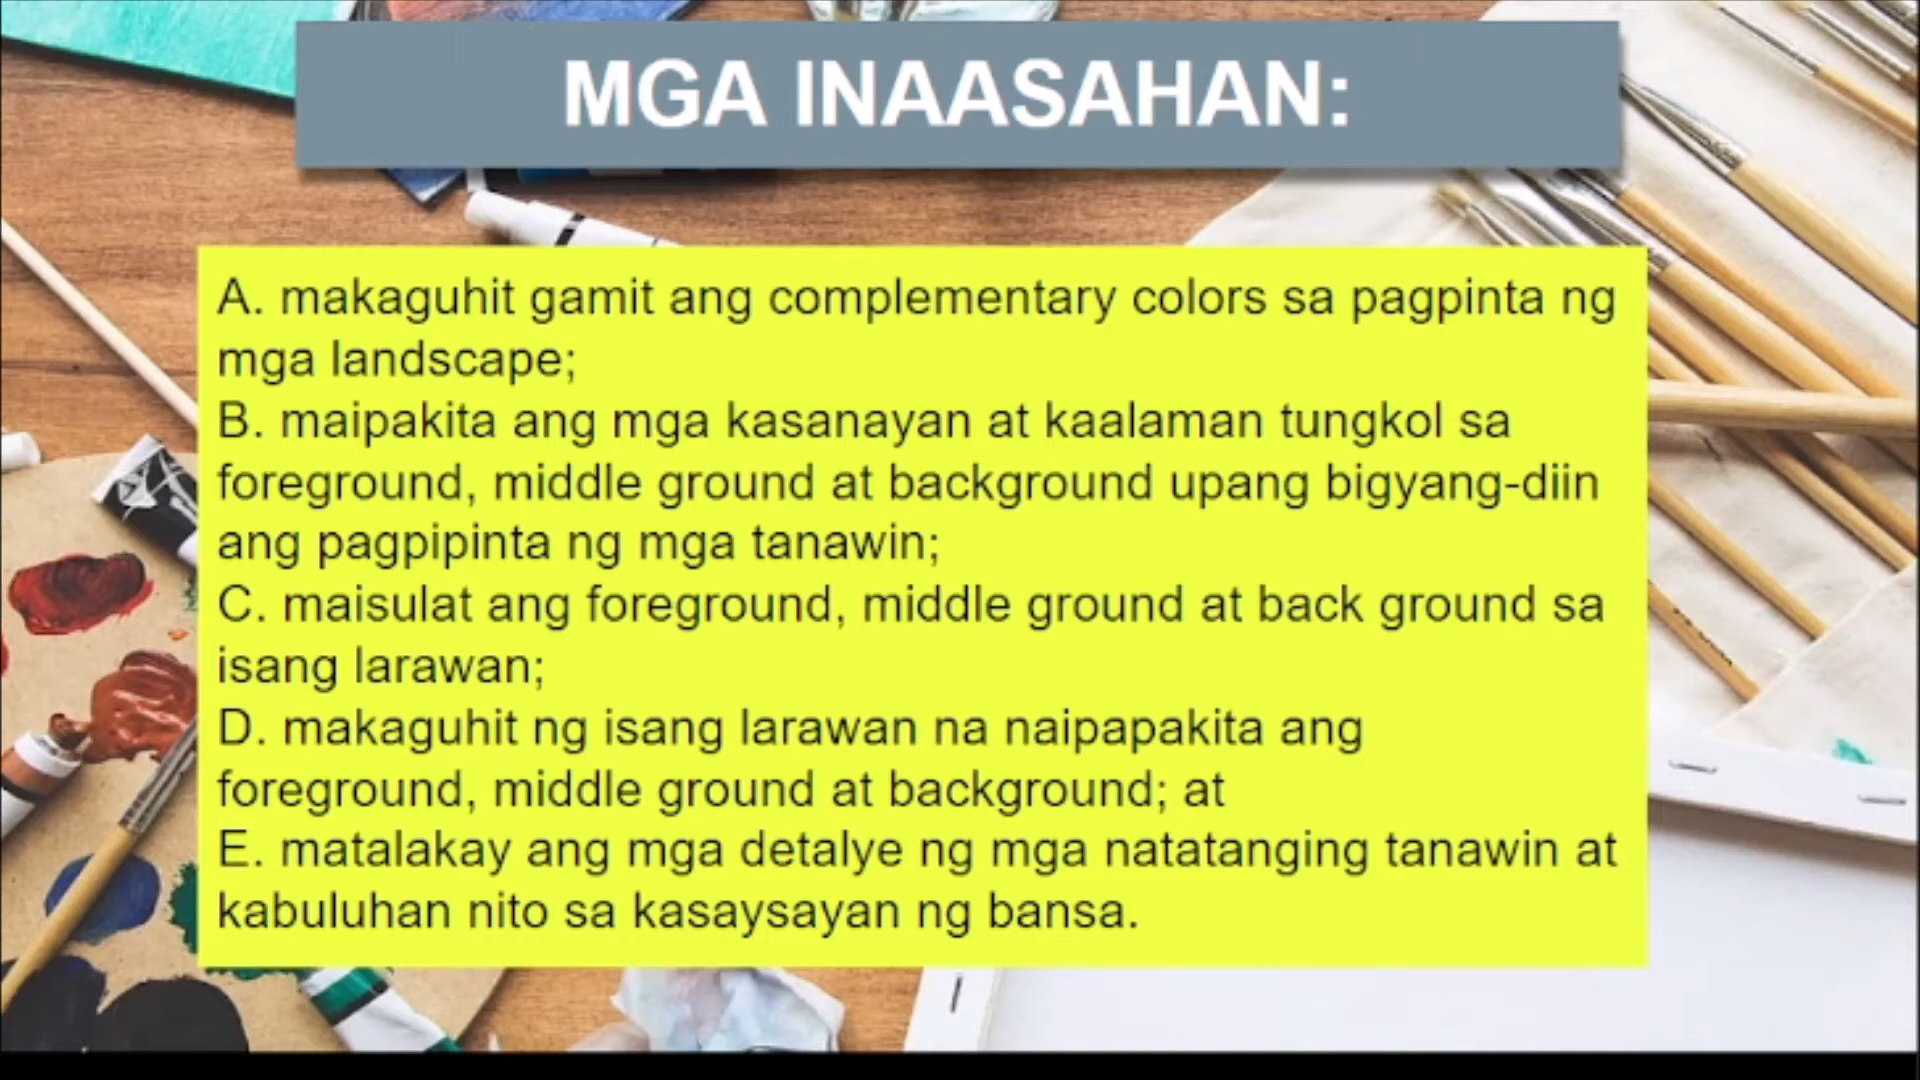 MGA INAASAHAN:
A. makaguhit gamit ang complementary colors sa pagpinta ng
mga landscape;
B. maipakita ang mga kasanayan at kaalaman tungkol sa
foreground, middle ground at background upang bigyang-diin
ang pagpipinta ng mga tanawin;
C. maisulat ang foreground, middle ground at back ground sa
isang larawan;
D. makaguhit ng isang larawan na naipapakita ang
foreground, middle ground at background; at
E. matalakay ang mga detalye ng mga natatanging tanawin at
kabuluhan nito sa kasaysayan ng bansa.